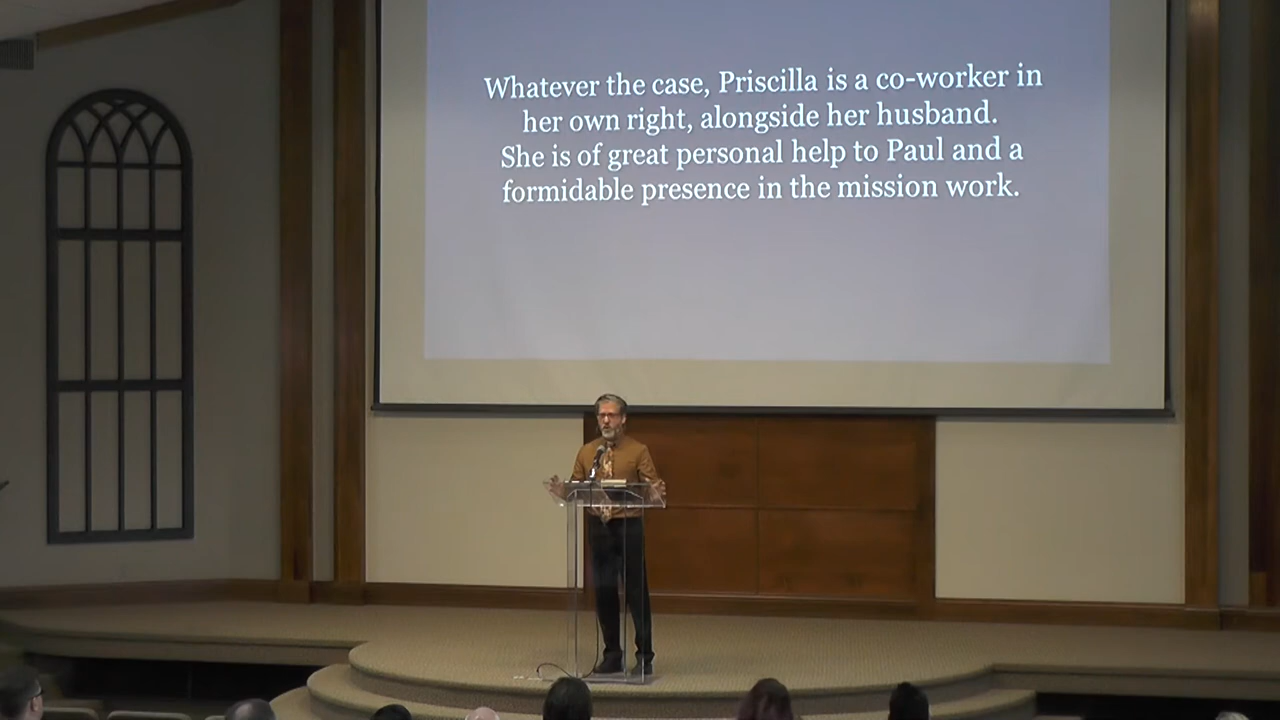 Whatever the case, Priscilla is a co-worker in
her own right, alongside her husband.
She is of great personal help to Paul and a
formidable presence in the mission work.